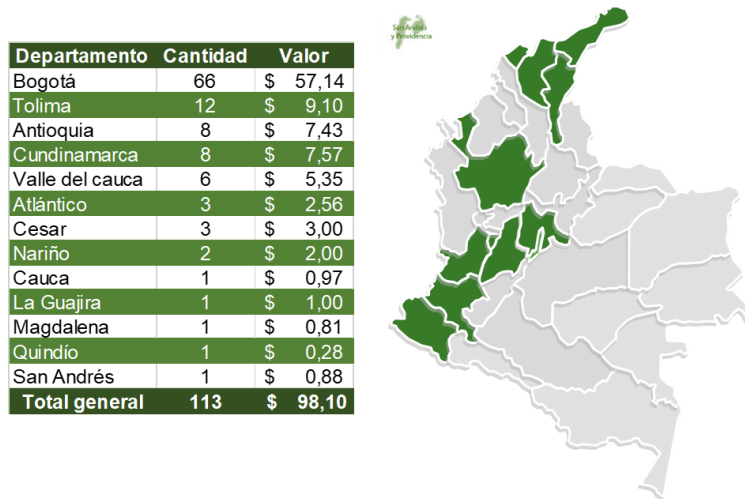 San Andrés
y Providencia
Departamento Cantidad Valor
Bogotá 66 $ 57,14
Tolima 12 $ 9,10
Antioquia 8 $ 7,43
Cundinamarca 8 $ 7,57
Valle del cauca 6 $ 5,35
Atlántico 3 $ 2,56
Cesar 3 $ 3,00
Nariño 2 $ 2,00
Cauca 1 $ 0,97
La Guajira 1 $ 1,00
Magdalena 1 $ 0,81
Quindío 1 $ 0,28
San Andrés 1 $ 0,88
Total general 113 $ 98,10